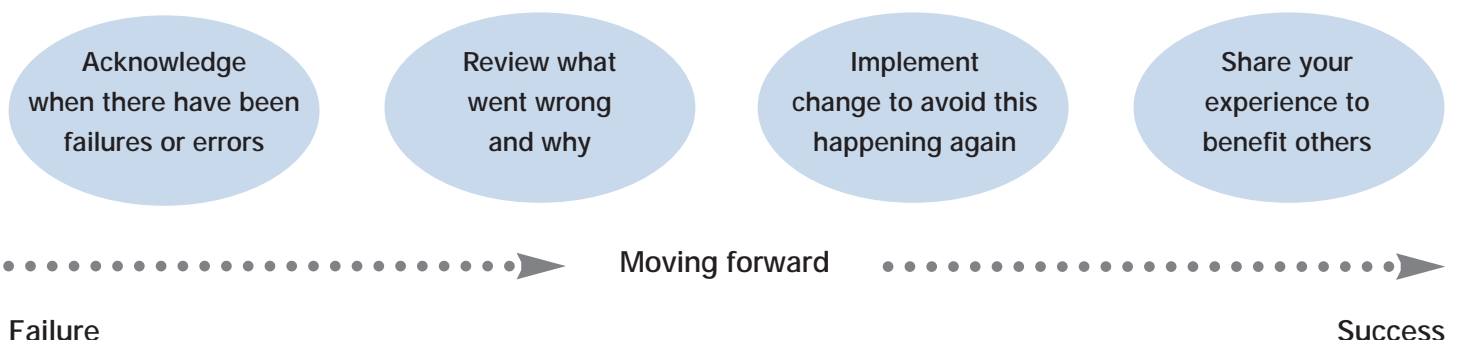 Acknowledge
when there have been
failures or errors
Review what
went wrong
and why
Implement
change to avoid this
happening again
Share your
experience to
benefit others
Moving forward
Failure
Success